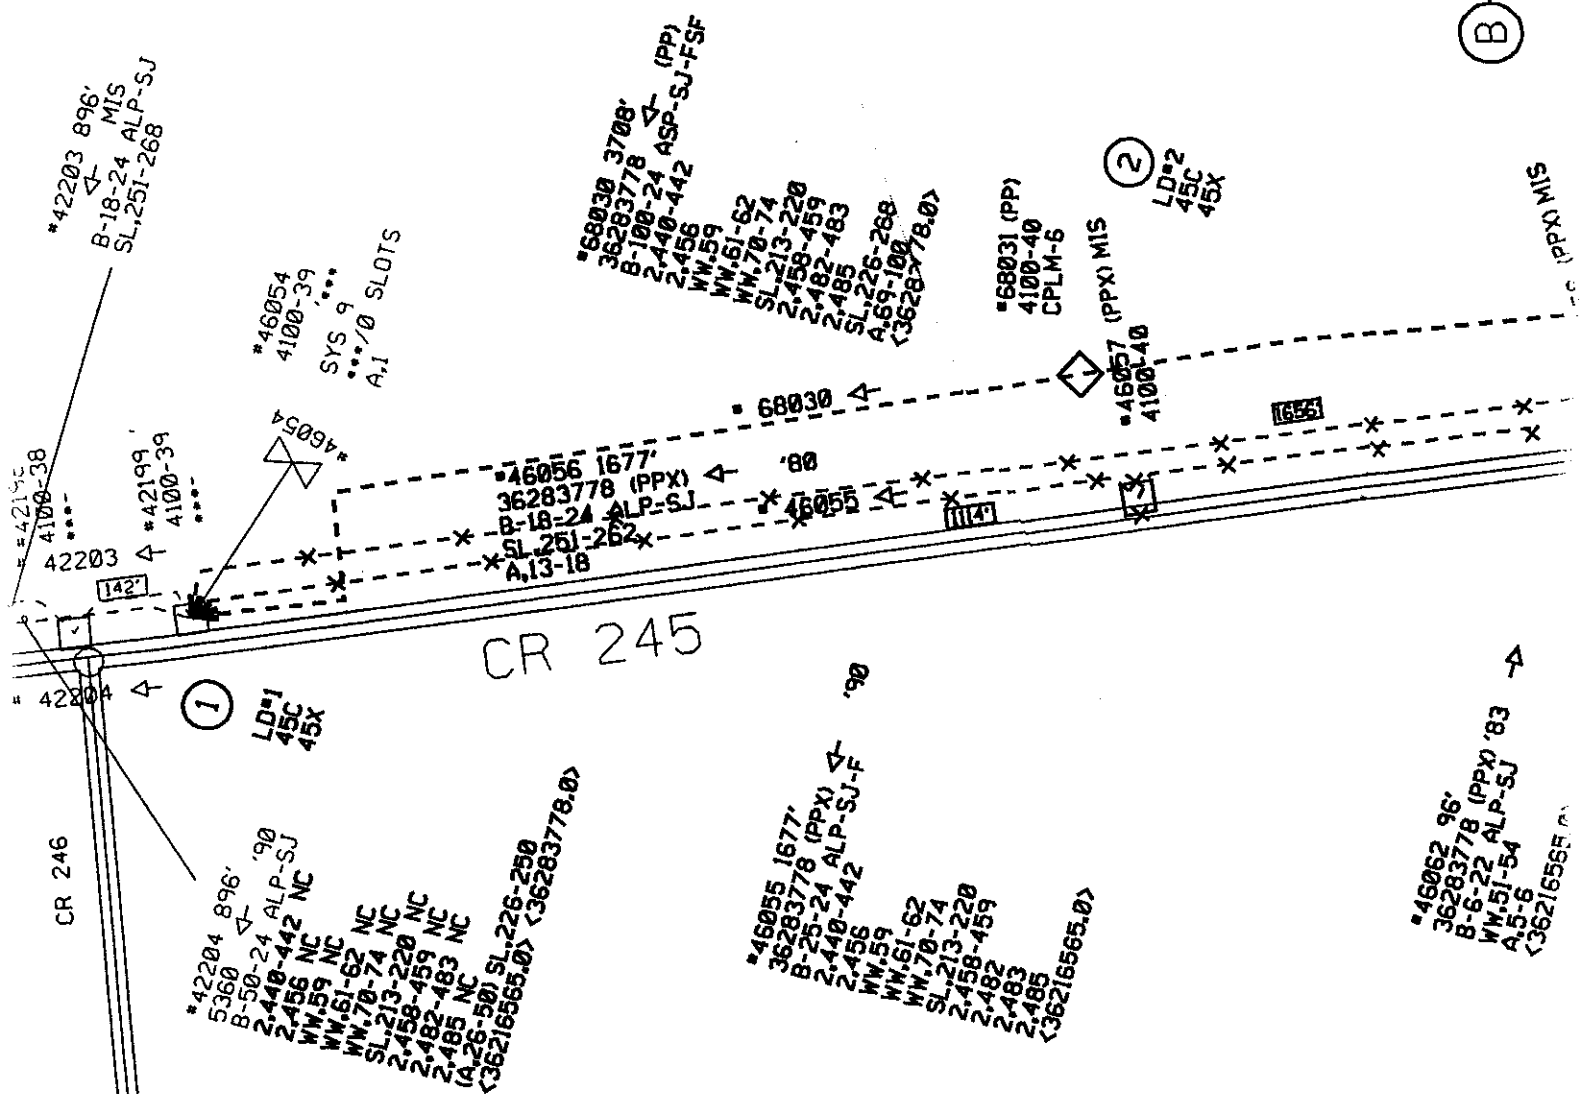 *42203 896'
MIS
B-18-24 ALP-SJ
SL,251-268
*46054
4100-39
SYS 9 '***
***/0 SLOTS
A,1
*46054
4100-38
****
*42199 '
4100-39
****
42203
142'
* 42204
1
LD#1
45C
45X
CR 246
CR 245
*42204 896'
5360 '90
B-50-24 ALP-SJ
2,440-442 NC
2,456 NC
WW,59 NC
WW,61-62 NC
WW,70-74 NC
SL,213-220 NC
2,458-459 NC
2,482-483 NC
2,485 NC
(A,26-50) SL,226-250
<36216565.0> <36283778.0>
*68030 3708'
36283778 (PP)
B-100-24 ASP-SJ-FSF
2,440-442
2,456
WW,59
WW,61-62
WW,70-74
SL,213-220
2,458-459
2,482-483
2,485
SL,226-268
A,69-100
<36283778.0>
* 68030
*46056 1677'
36283778 (PPX) '80
B-18-24 ALP-SJ
SL,251-262
A,13-18
* 46055
1114'
*68031 (PP)
4100-40
CPLM-6
*46057 (PPX) MIS
4100-40
2
LD#2
45C
45X
B
1656'
(PPX) MIS
(PPX) MIS
*46055 1677'
36283778 (PPX) '90
B-25-24 ALP-SJ-F
2,440-442
2,456
WW,59
WW,61-62
WW,70-74
SL,213-220
2,458-459
2,482
2,483
2,485
<36216565.0>
*46062 96'
36283778 (PPX) '83
B-6-22 ALP-SJ
WW,51-54
A,5-6
<36216565.0>